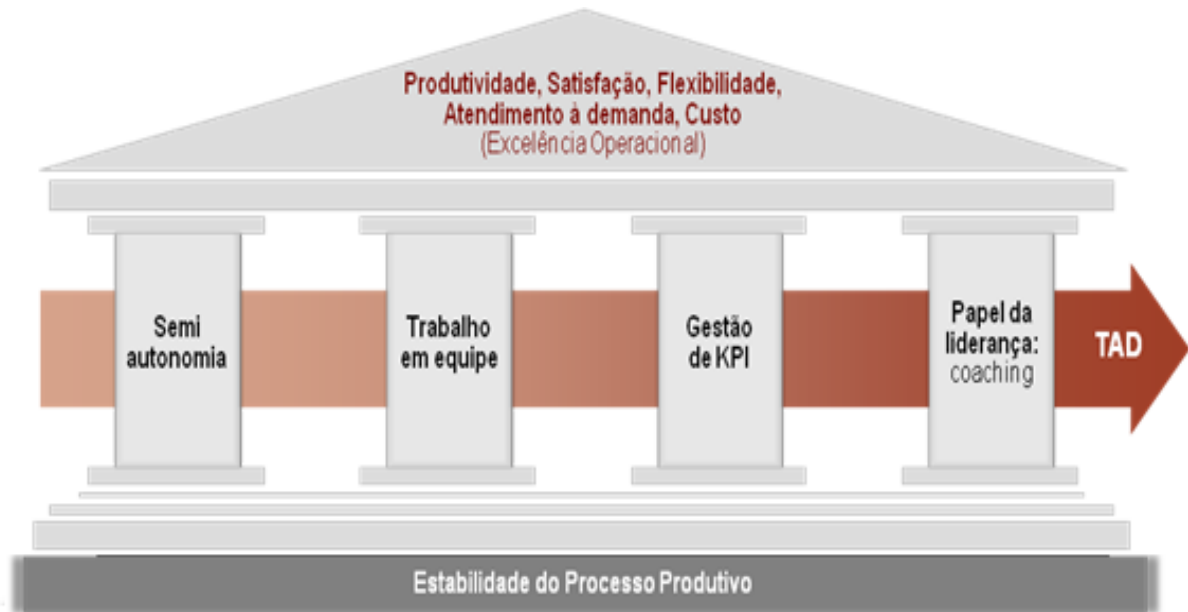 Produtividade, Satisfação, Flexibilidade,
Atendimento à demanda, Custo
(Excelência Operacional)
Semi
autonomia
Trabalho
em equipe
Gestão
de KPI
Papel da
liderança:
coaching
TAD
Estabilidade do Processo Produtivo